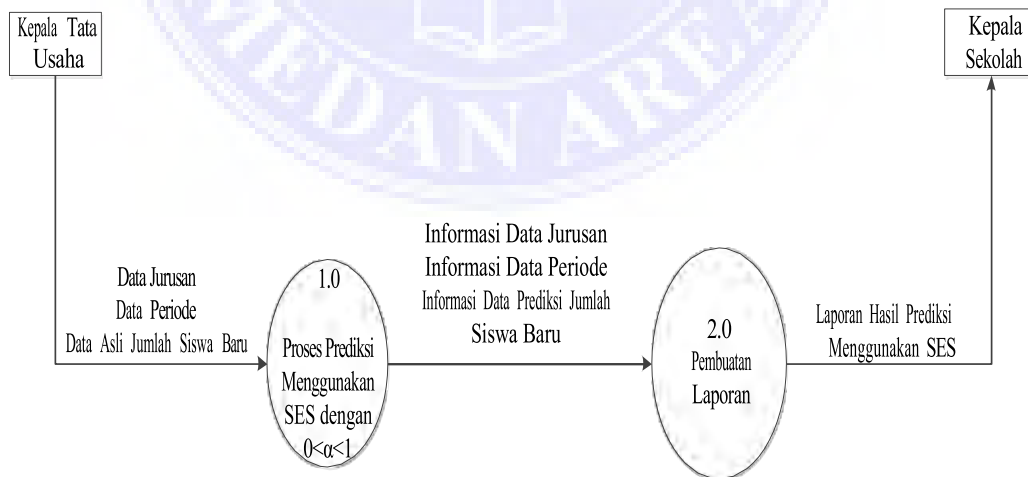 MEDAN AREA
Kepala Tata
Usaha
Kepala
Sekolah
Data Jurusan
Data Periode
Data Asli Jumlah Siswa Baru
1.0
Proses Prediksi
Menggunakan
SES dengan
0<α<1
Informasi Data Jurusan
Informasi Data Periode
Informasi Data Prediksi Jumlah
Siswa Baru
2.0
Pembuatan
Laporan
Laporan Hasil Prediksi
Menggunakan SES